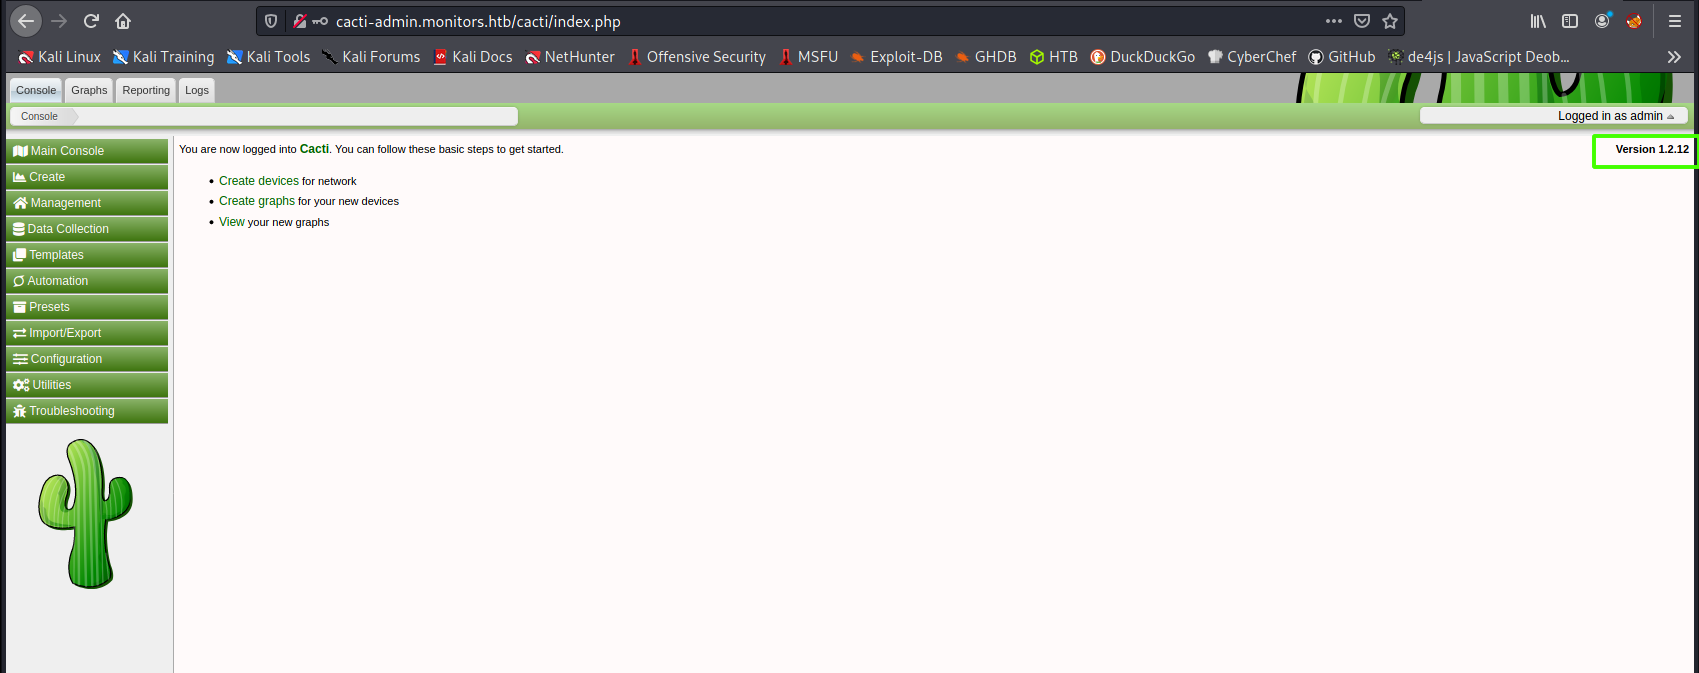 cacti-admin.monitors.htb/cacti/index.php
Kali Linux Kali Training Kali Tools Kali Forums Kali Docs NetHunter Offensive Security MSFU Exploit-DB GHDB HTB DuckDuckGo CyberChef GitHub de4js | JavaScript Deob...
Console Graphs Reporting Logs
Console
Logged in as admin
Main Console
Create
Management
Data Collection
Templates
Automation
Presets
Import/Export
Configuration
Utilities
Troubleshooting
You are now logged into Cacti. You can follow these basic steps to get started.
Version 1.2.12
• Create devices for network
• Create graphs for your new devices
• View your new graphs